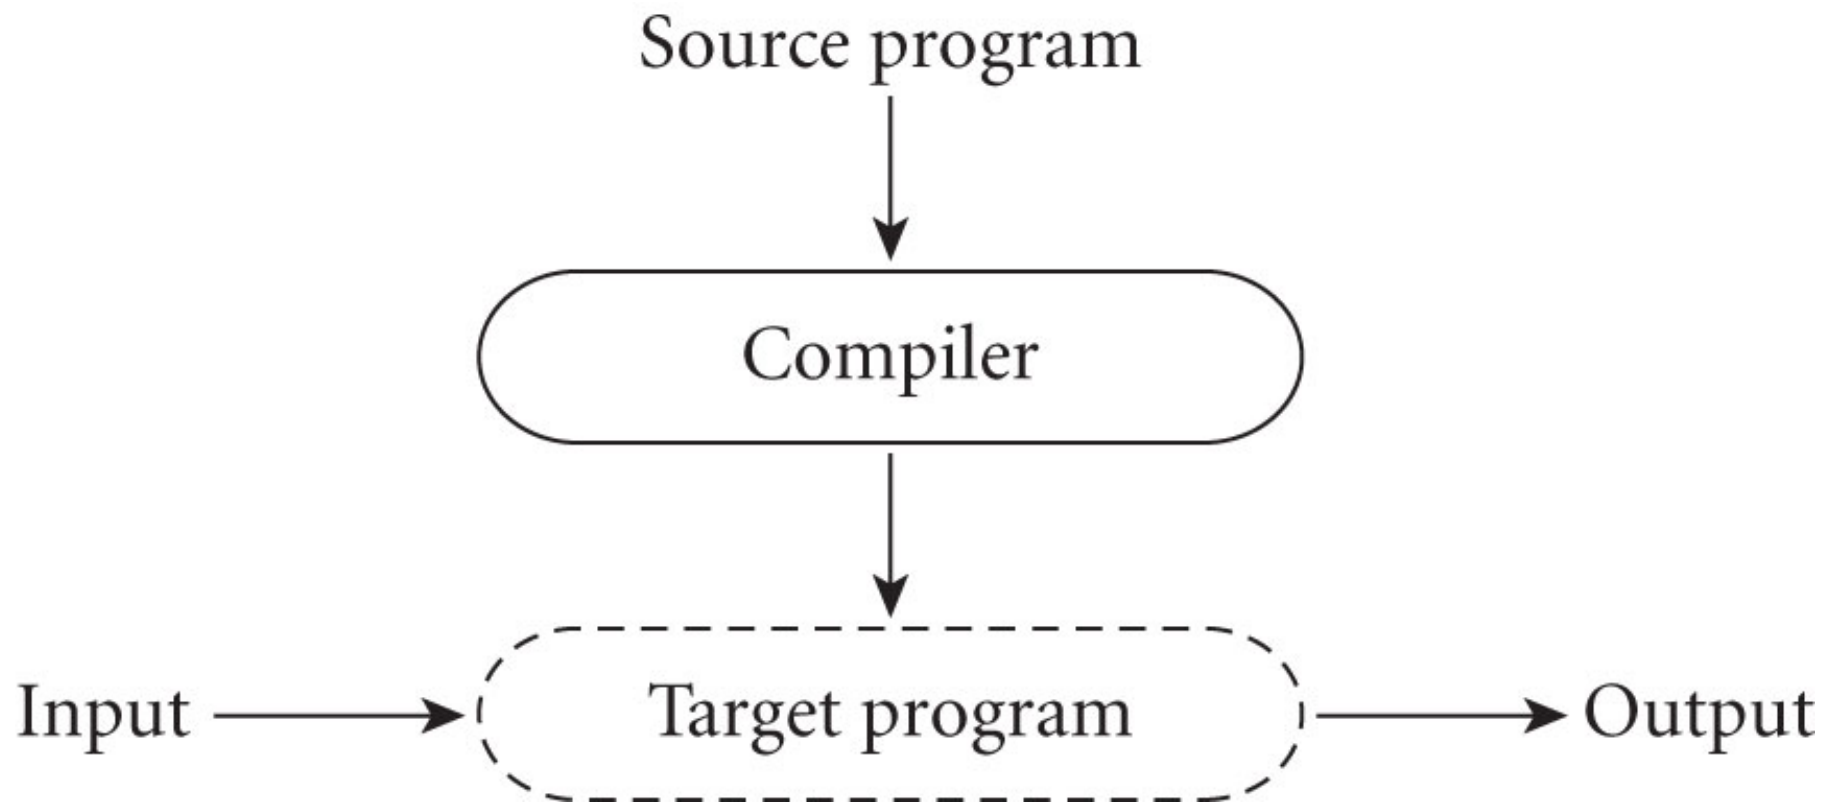 Source program
Compiler
Input
Target program
Output